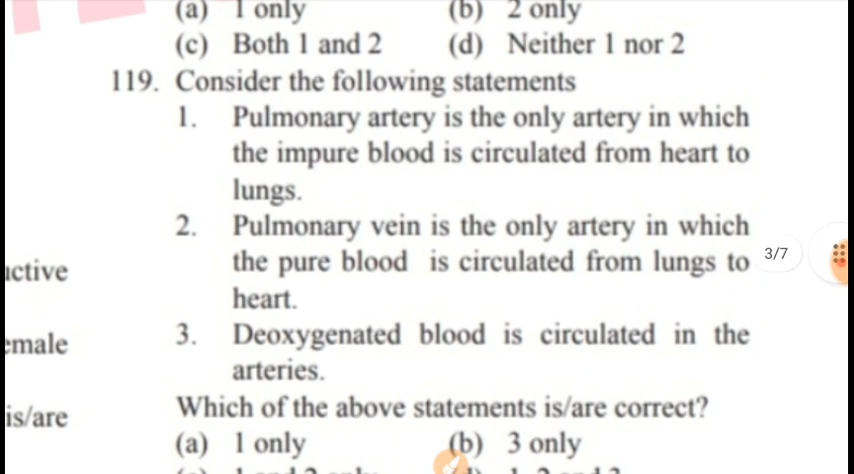 (a) 1 only (b) 2 only
(c) Both 1 and 2 (d) Neither 1 nor 2
119. Consider the following statements
1. Pulmonary artery is the only artery in which
the impure blood is circulated from heart to
lungs.
2. Pulmonary vein is the only artery in which
the pure blood is circulated from lungs to
heart.
3. Deoxygenated blood is circulated in the
arteries.
Which of the above statements is/are correct?
(a) 1 only (b) 3 only
3/7
is/are